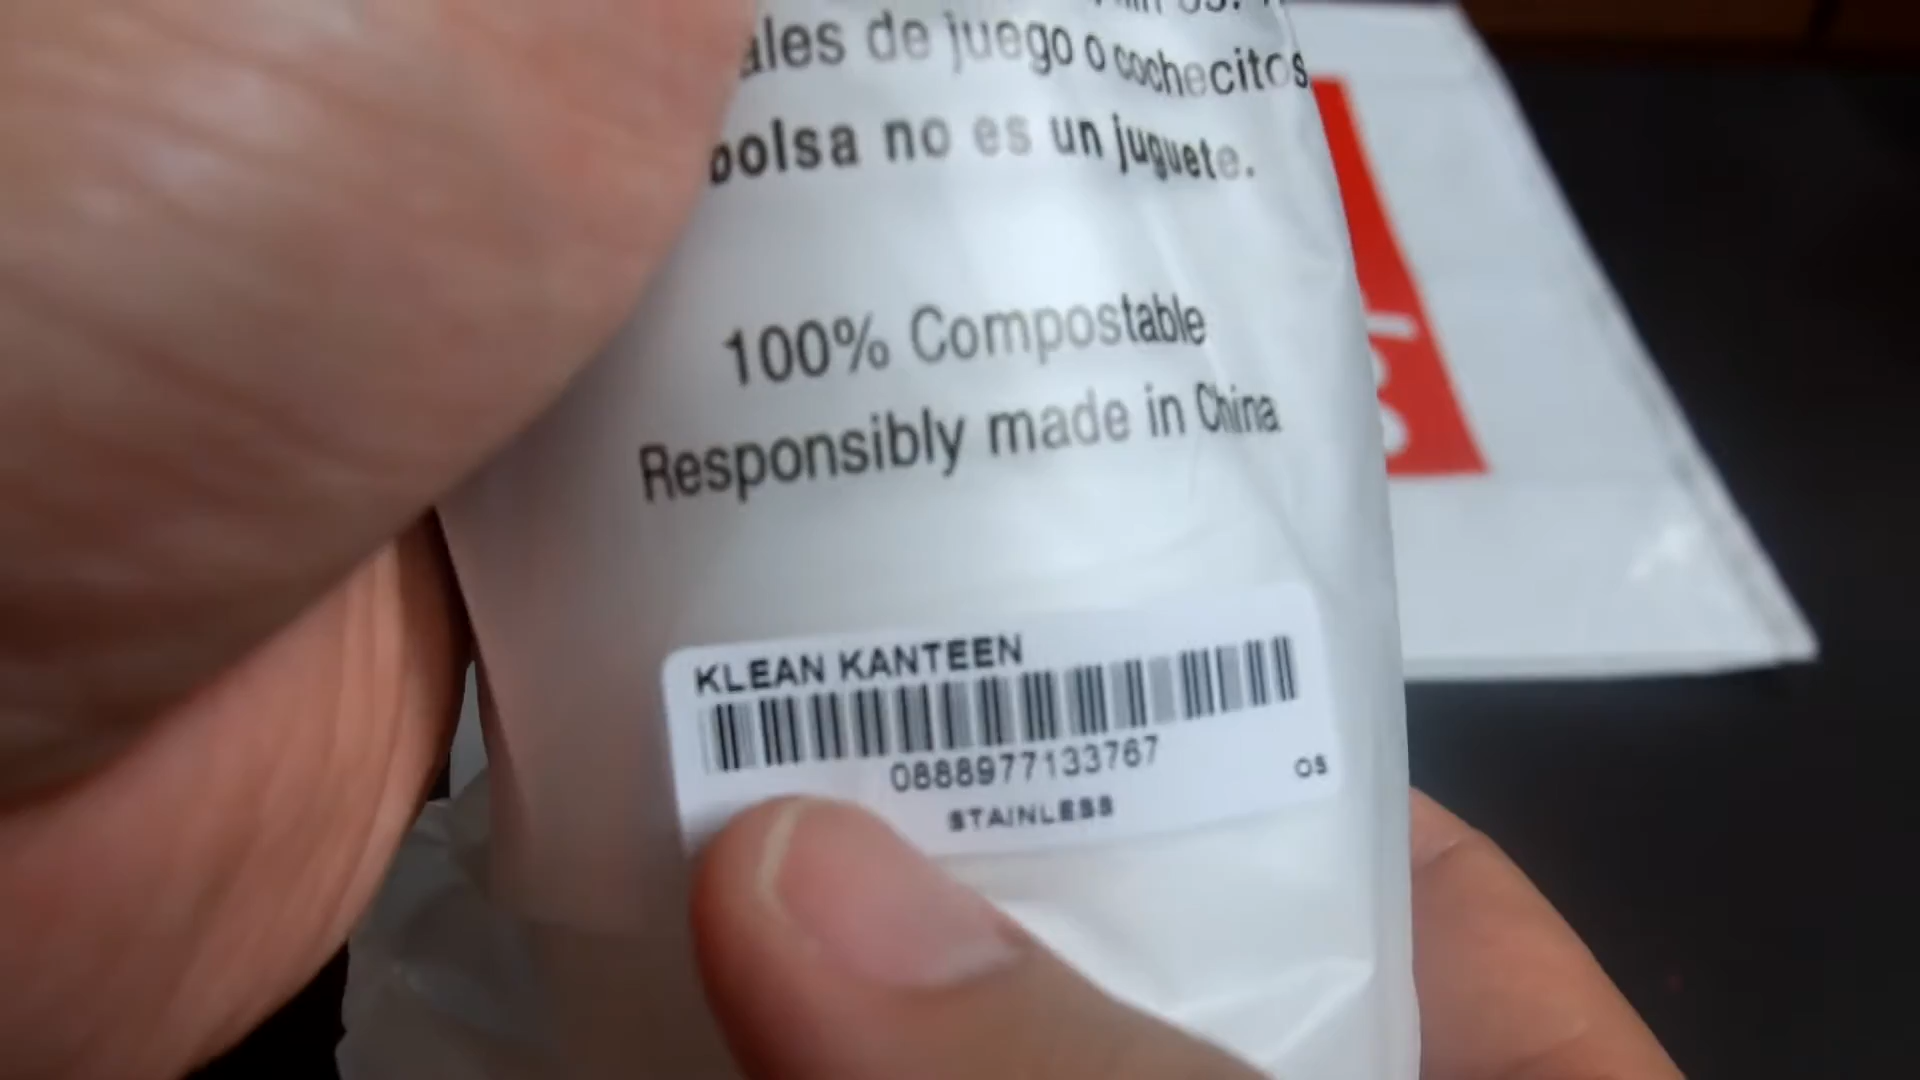 de juego o cochecitos
bolsa no es un juguete.
100% Compostable
Responsibly made in China
KLEAN KANTEEN
0888977133767
OS
STAINLESS